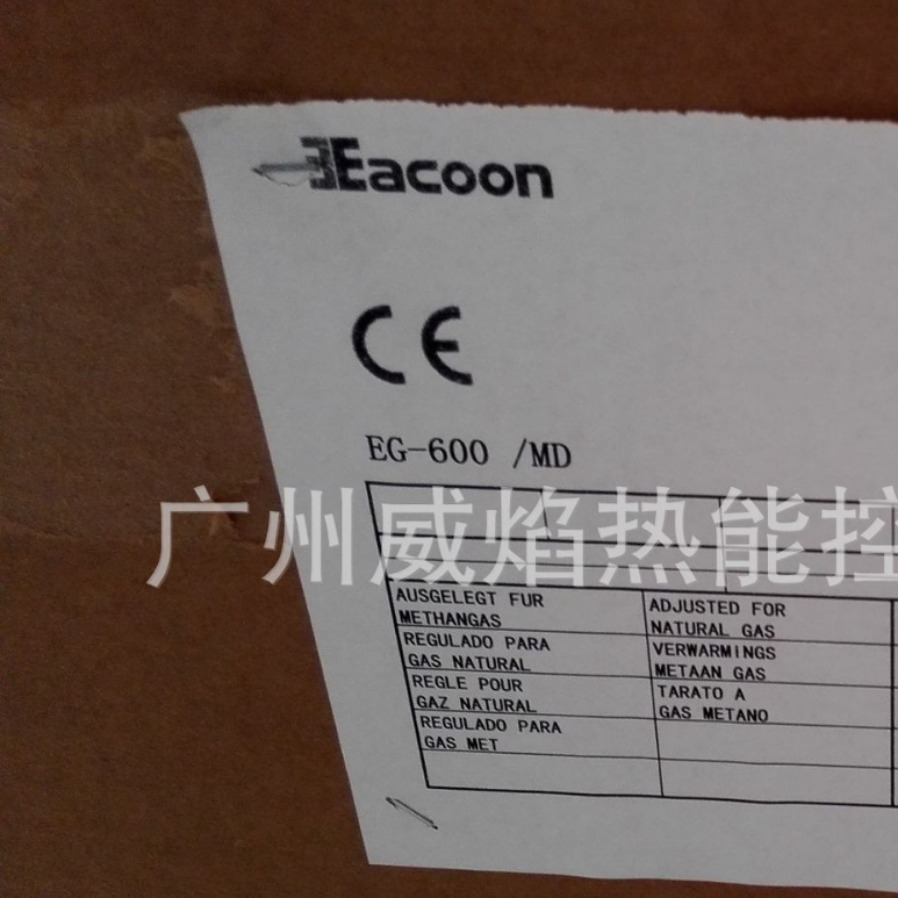 Eacoon
CE
EG-600 /MD
广州威焰热能控
AUSGELEGT FUR
METHANGAS
ADJUSTED FOR
NATURAL GAS
REGULADO PARA
GAS NATURAL
VERWARMINGS
METAAN GAS
REGLE POUR
GAZ NATURAL
TARATO A
GAS METANO
REGULADO PARA
GAS MET